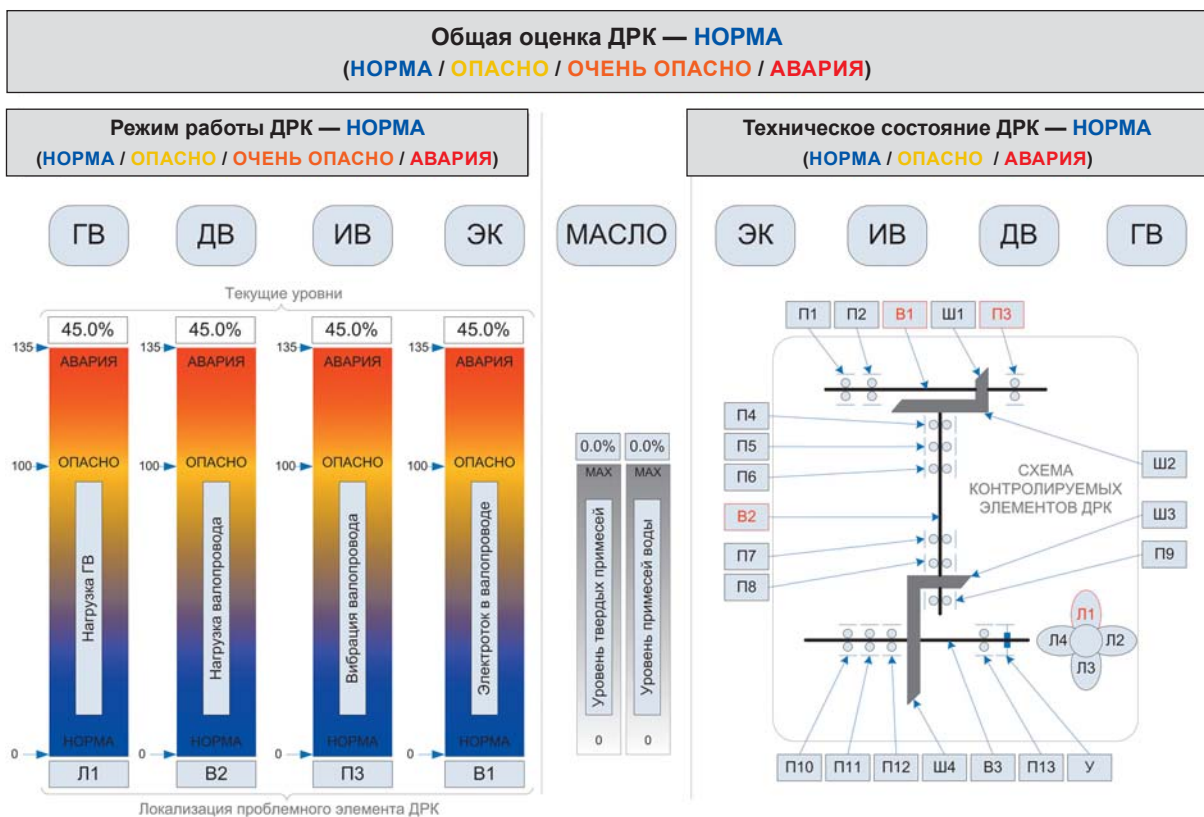 Общая оценка ДРК — НОРМА
(НОРМА / ОПАСНО / ОЧЕНЬ ОПАСНО / АВАРИЯ)
Режим работы ДРК — НОРМА
(НОРМА / ОПАСНО / ОЧЕНЬ ОПАСНО / АВАРИЯ)
Техническое состояние ДРК — НОРМА
(НОРМА / ОПАСНО / АВАРИЯ)
ГВ ДВ ИВ ЭК МАСЛО ЭК ИВ ДВ ГВ
Текущие уровни
45.0% 45.0% 45.0% 45.0%
135 135 135 135
АВАРИЯ АВАРИЯ АВАРИЯ АВАРИЯ
100 100 100 100
ОПАСНО ОПАСНО ОПАСНО ОПАСНО
Нагрузка ГВ
Нагрузка валопровода
Вибрация валопровода
Электроток в валопроводе
НОРМА НОРМА НОРМА НОРМА
0 0 0 0
Л1 В2 П3 В1
Локализация проблемного элемента ДРК
0.0% 0.0%
MAX MAX
Уровень твердых примесей
Уровень примесей воды
0 0
П1 П2 В1 Ш1 П3
П4
П5
П6
В2
П7
П8
СХЕМА
КОНТРОЛИРУЕМЫХ
ЭЛЕМЕНТОВ ДРК
Ш2
Ш3
П9
Л1
Л4 Л2
Л3
П10 П11 П12 Ш4 В3 П13 У